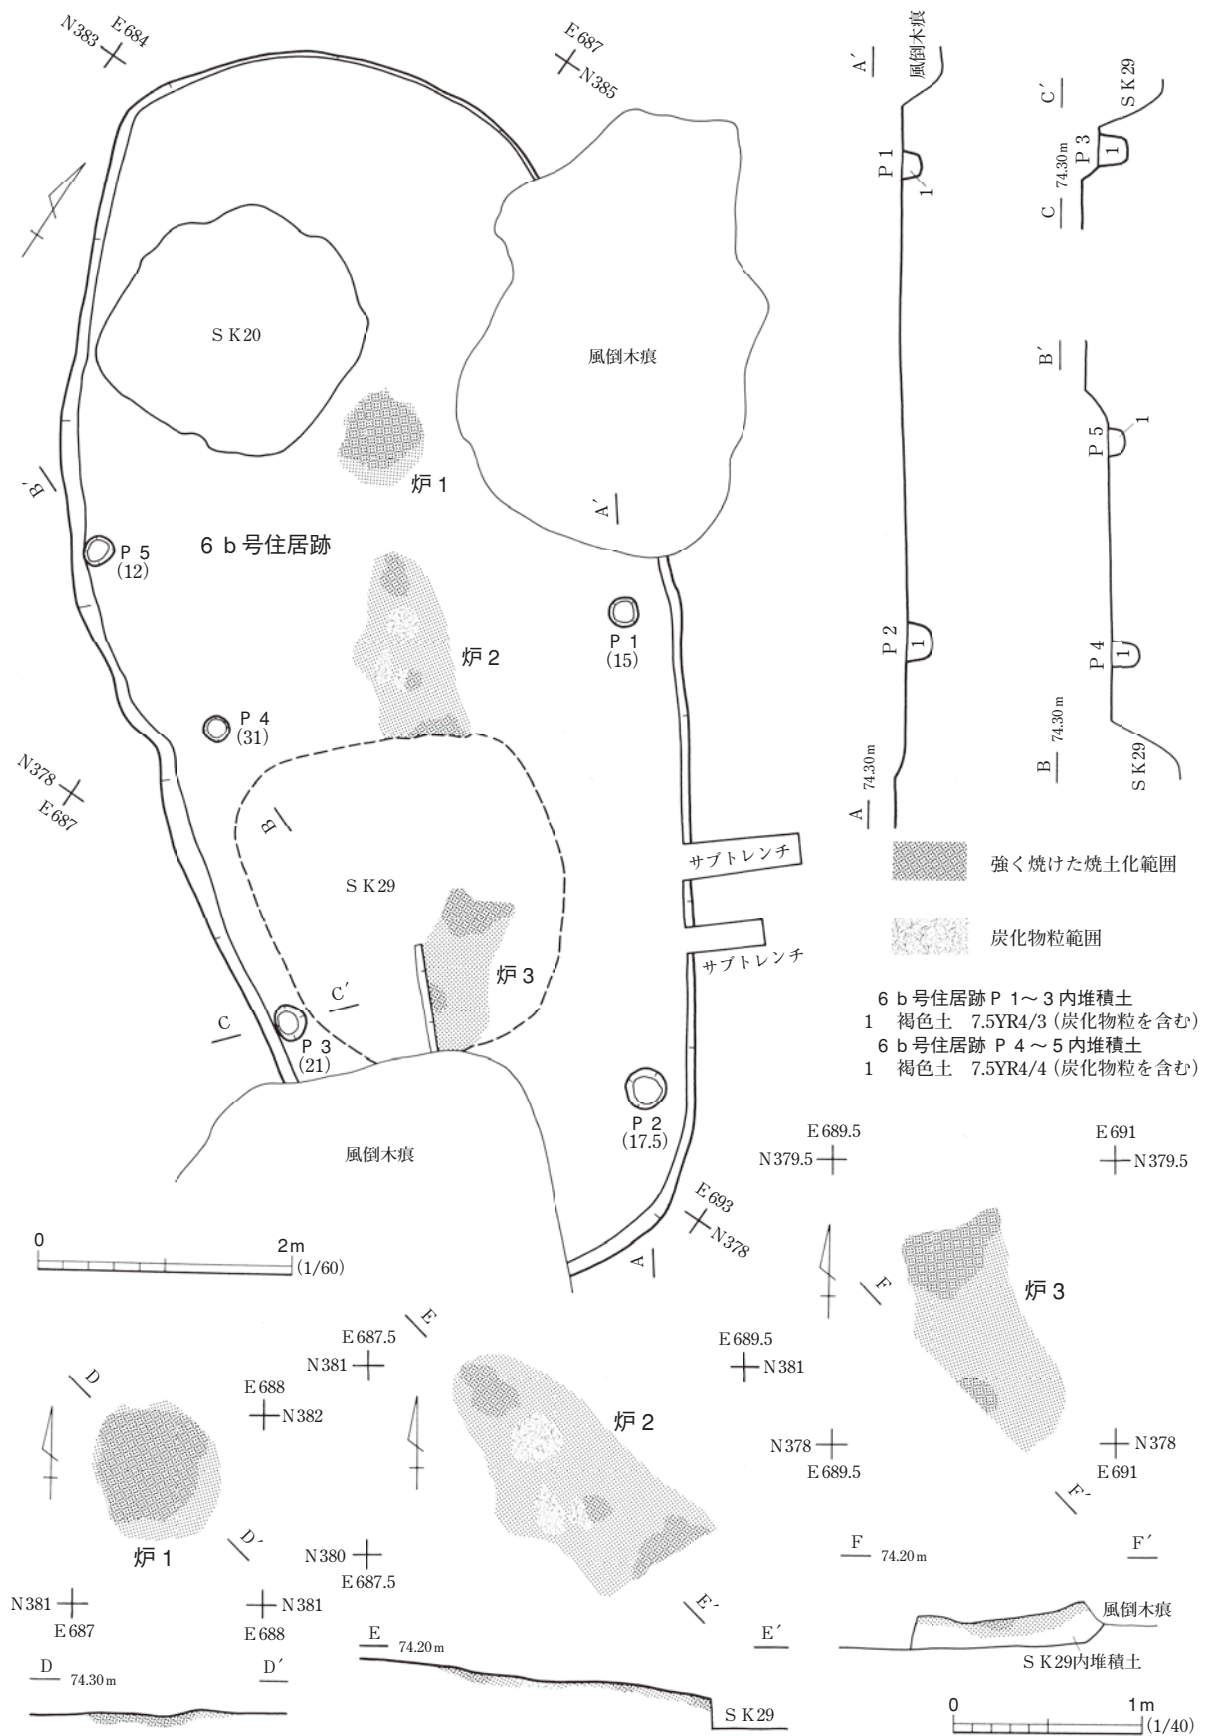 N383
E684
E687
N385
SK20
風倒木痕
炉1
A′
B′
P5
(12)
6b号住居跡
P1
(15)
炉2
P4
(31)
N378
E687
B
SK29
サブトレンチ
サブトレンチ
炉3
C
C′
P3
(21)
P2
(17.5)
風倒木痕
E693
N378
A
0
2m
(1/60)
A′
風倒木痕
P1
1
P2
1
A
74.30m
C′
SK29
P3
1
C
74.30m
B′
P5
1
P4
1
B
74.30m
SK29
強く焼けた焼土化範囲
炭化物粒範囲
6b号住居跡P1～3内堆積土
1 褐色土 7.5YR4/3(炭化物粒を含む)
6b号住居跡P4～5内堆積土
1 褐色土 7.5YR4/4(炭化物粒を含む)
D
E688
N382
炉1
D′
N381
E687
N381
E688
D
74.30m
D′
E
E687.5
N381
E689.5
N381
炉2
N380
E687.5
E′
E
74.20m
E′
SK29
E689.5
N379.5
E691
N379.5
F
炉3
N378
E689.5
N378
E691
F′
F
74.20m
F′
風倒木痕
SK29内堆積土
0
1m
(1/40)